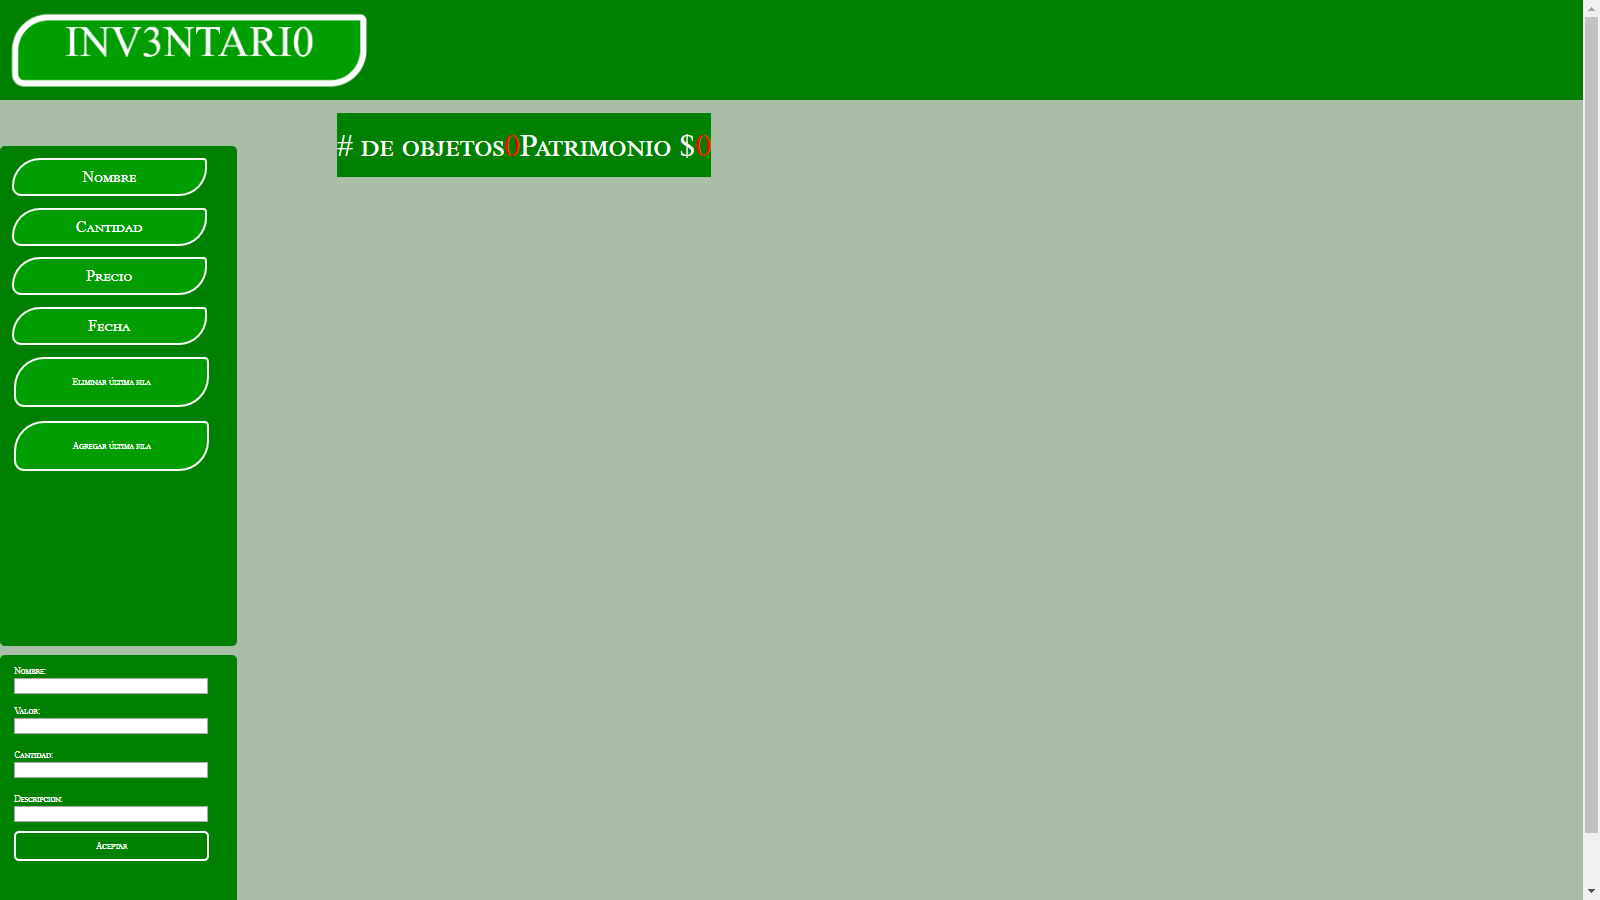 INV3NTARI0
# de objetos0Patrimonio $0
Nombre
Cantidad
Precio
Fecha
Eliminar última fila
Agregar última fila
Nombre:
Valor:
Cantidad:
Descripcion:
Aceptar